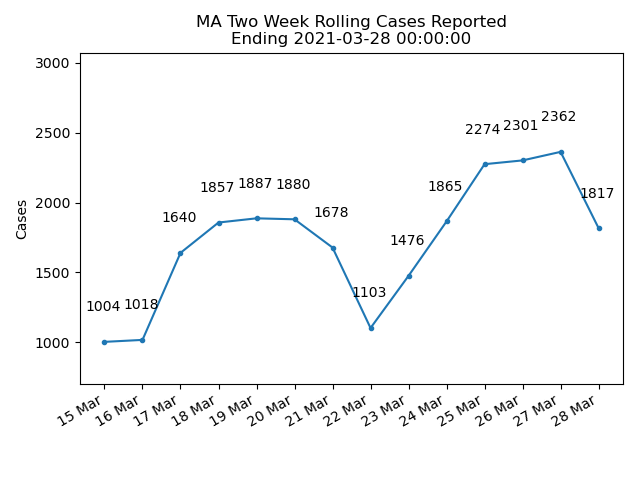 MA Two Week Rolling Cases Reported
Ending 2021-03-28 00:00:00
3000
2500
2000
1500
1000
Cases
1004
1018
1640
1857
1887
1880
1678
1103
1476
1865
2274
2301
2362
1817
15 Mar
16 Mar
17 Mar
18 Mar
19 Mar
20 Mar
21 Mar
22 Mar
23 Mar
24 Mar
25 Mar
26 Mar
27 Mar
28 Mar